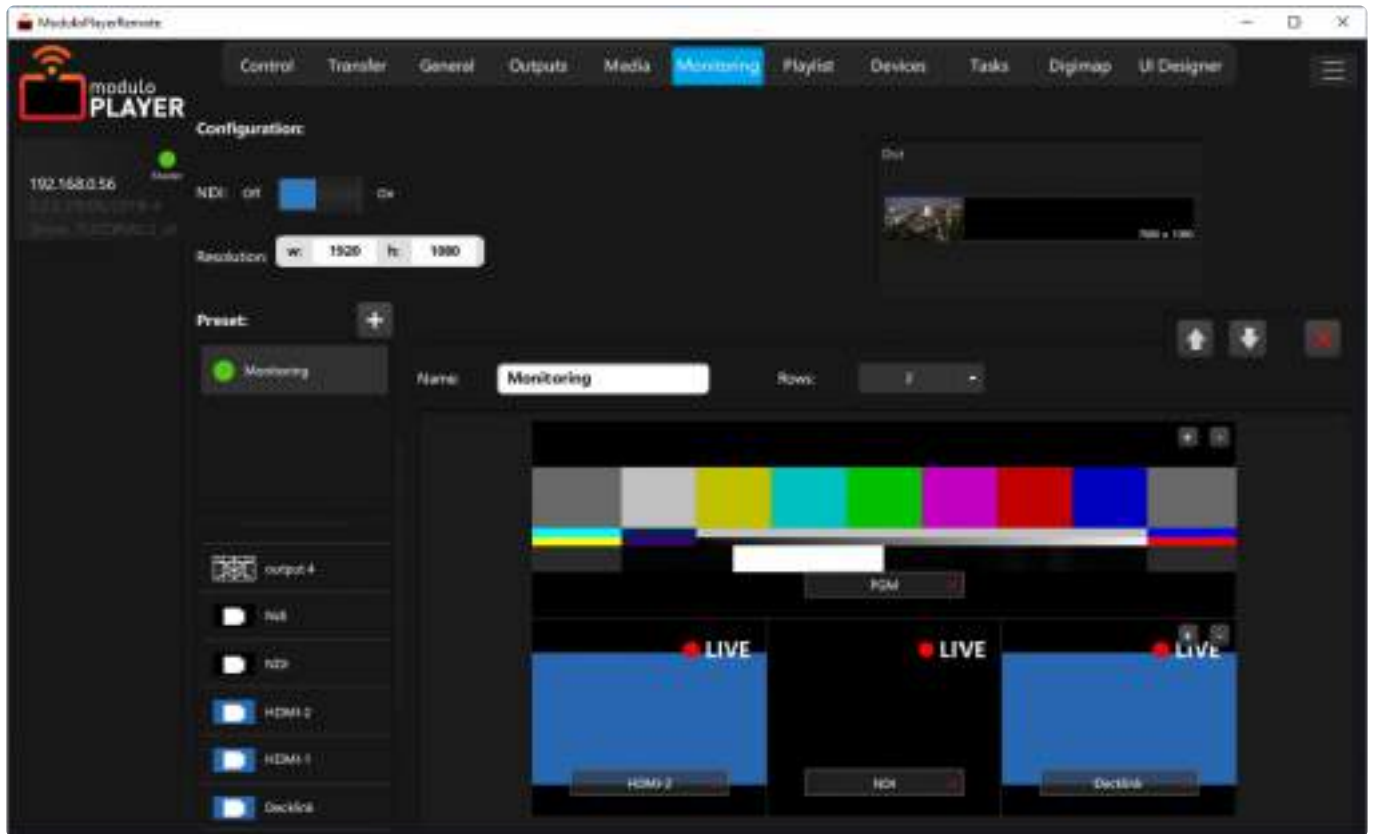 ModuloPlayerRemote
modulo
PLAYER
Control Transfer General Outputs Media Monitoring Playlist Devices Tasks Digimap UI Designer
Configuration:
192.168.0.56
NDI: Off On
Out
Resolution: w: 1920 h: 1080
Preset:
Monitoring
Name: Monitoring Rows:
PGM
output 4
LIVE LIVE LIVE
NDI
HDMI-2
HDMI-1
HDMI-2 NDI Decklink
Decklink